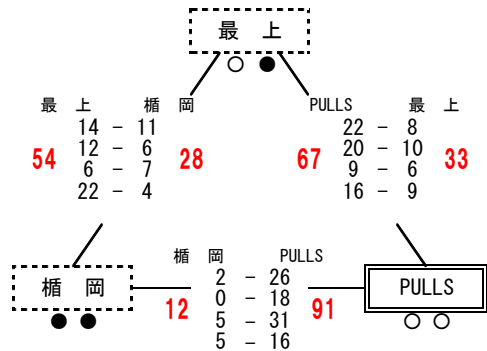 最 上
○ ●
最 上 楯 岡
14 - 11
12 - 6
6 - 7
22 - 4
54 28
PULLS 最 上
22 - 8
20 - 10
9 - 6
16 - 9
67 33
楯 岡 PULLS
2 - 26
0 - 18
5 - 31
5 - 16
12 91
楯 岡
● ●
PULLS
○ ○